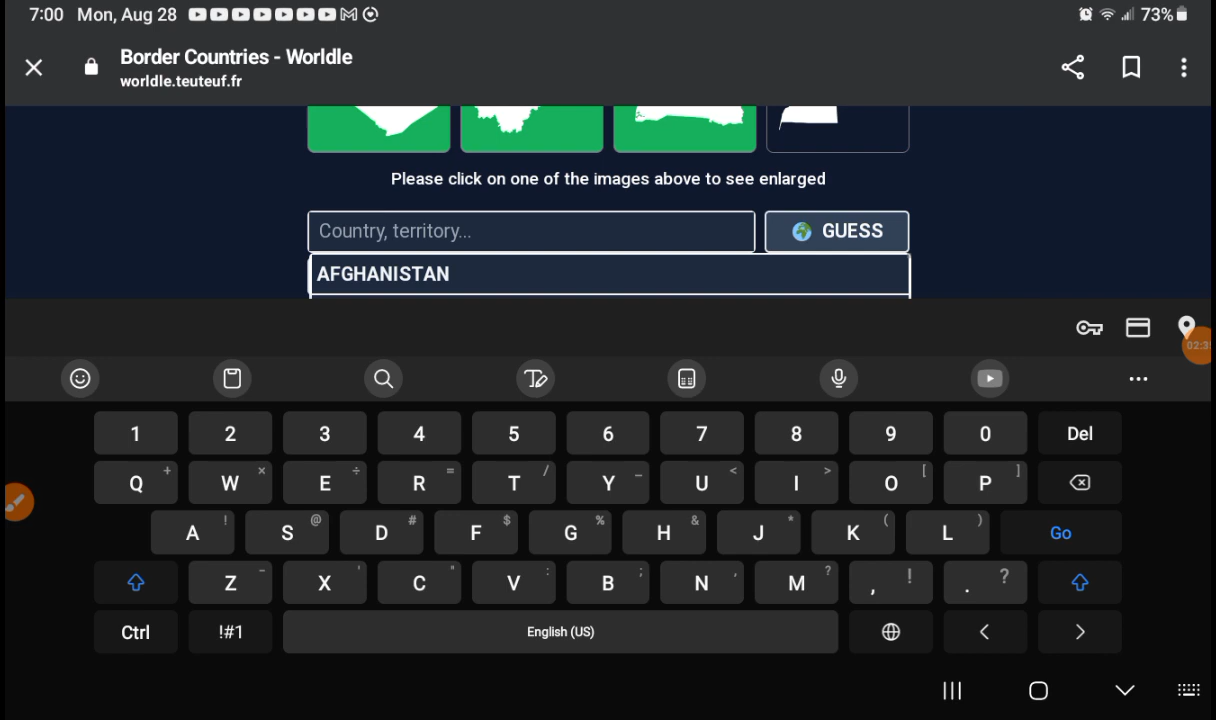 7:00 Mon, Aug 28
73%
Border Countries - Worldle
worldle.teuteuf.fr
Please click on one of the images above to see enlarged
Country, territory...
GUESS
AFGHANISTAN
1 2 3 4 5 6 7 8 9 0 Del
Q + W × E ÷ R = T / Y _ U < I > O [ P ]
A ! S @ D # F $ G % H & J * K ( L ) Go
Z - X ' C " V : B ; N , M ? , ! . ?
Ctrl !#1 English (US) < >